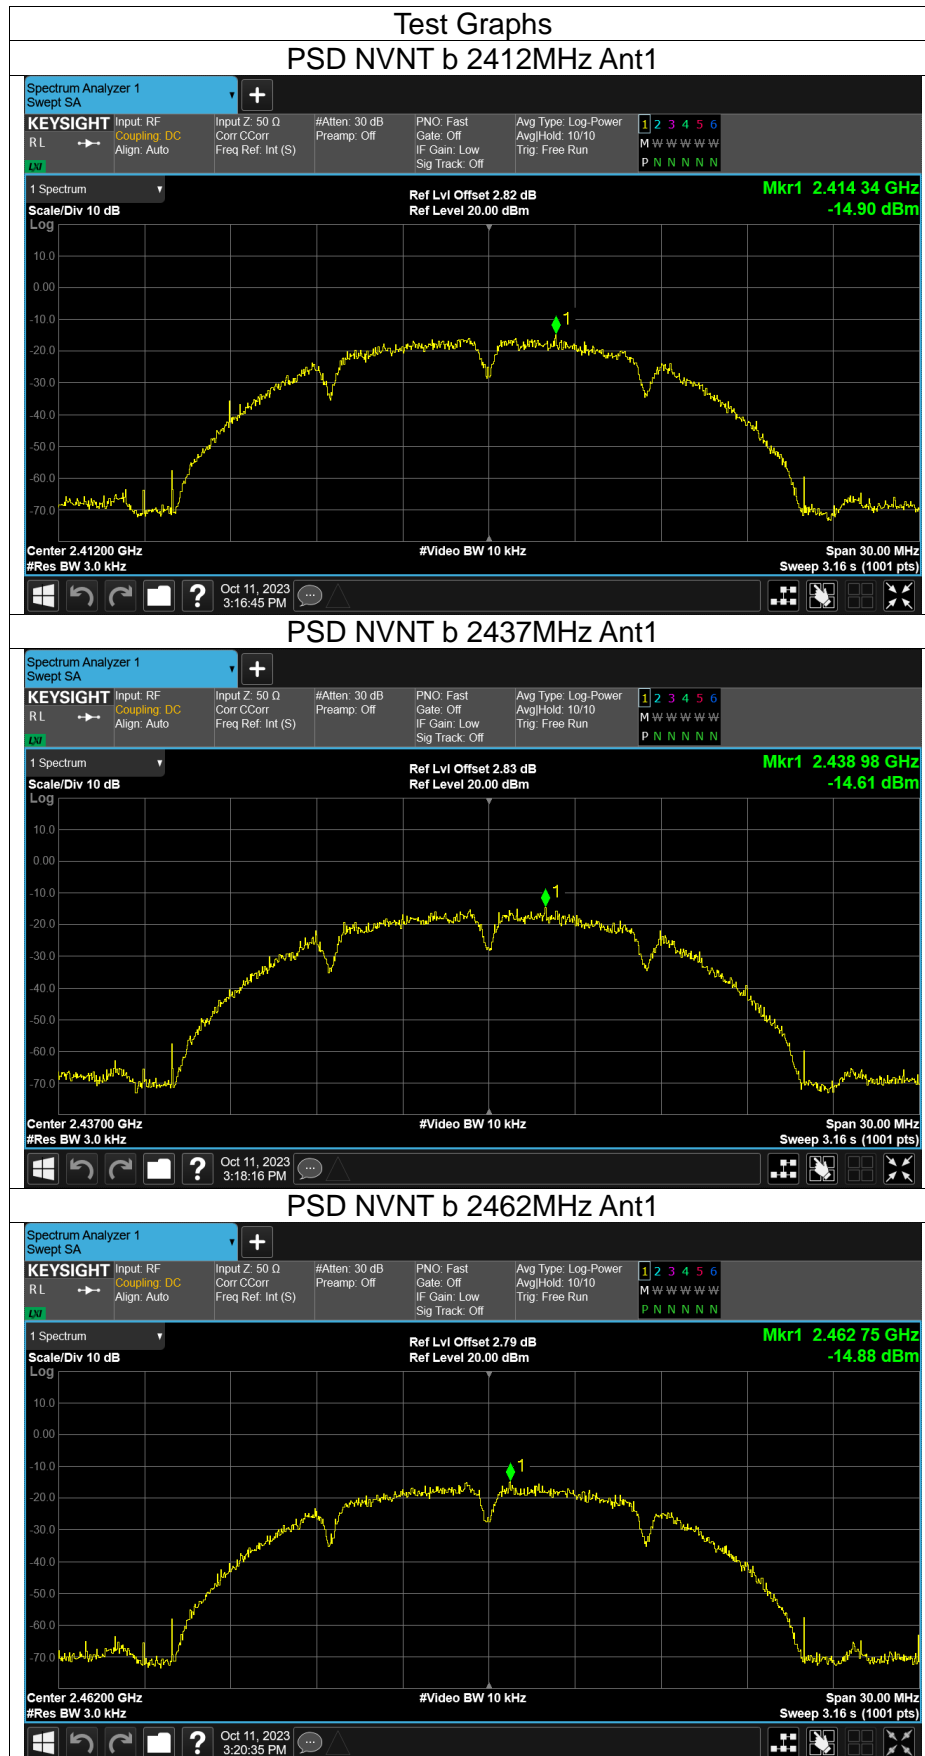 Test Graphs
PSD NVNT b 2412MHz Ant1
Spectrum Analyzer 1
Swept SA
+
KEYSIGHT Input: RF Input Z: 50 Ω #Atten: 30 dB PNO: Fast Avg Type: Log-Power 1 2 3 4 5 6
R L Coupling: DC Corr CCorr Preamp: Off Gate: Off Avg|Hold: 10/10 M W W W W W
Align: Auto Freq Ref: Int (S) IF Gain: Low Trig: Free Run
LXI Sig Track: Off P N N N N N
1 Spectrum Ref Lvl Offset 2.82 dB Mkr1 2.414 34 GHz
Scale/Div 10 dB Ref Level 20.00 dBm -14.90 dBm
Log
10.0
0.00
-10.0
1
-20.0
-30.0
-40.0
-50.0
-60.0
-70.0
Center 2.41200 GHz #Video BW 10 kHz Span 30.00 MHz
#Res BW 3.0 kHz Sweep 3.16 s (1001 pts)
? Oct 11, 2023
3:16:45 PM
PSD NVNT b 2437MHz Ant1
Spectrum Analyzer 1
Swept SA
+
KEYSIGHT Input: RF Input Z: 50 Ω #Atten: 30 dB PNO: Fast Avg Type: Log-Power 1 2 3 4 5 6
R L Coupling: DC Corr CCorr Preamp: Off Gate: Off Avg|Hold: 10/10 M W W W W W
Align: Auto Freq Ref: Int (S) IF Gain: Low Trig: Free Run
LXI Sig Track: Off P N N N N N
1 Spectrum Ref Lvl Offset 2.83 dB Mkr1 2.438 98 GHz
Scale/Div 10 dB Ref Level 20.00 dBm -14.61 dBm
Log
10.0
0.00
-10.0
1
-20.0
-30.0
-40.0
-50.0
-60.0
-70.0
Center 2.43700 GHz #Video BW 10 kHz Span 30.00 MHz
#Res BW 3.0 kHz Sweep 3.16 s (1001 pts)
? Oct 11, 2023
3:18:16 PM
PSD NVNT b 2462MHz Ant1
Spectrum Analyzer 1
Swept SA
+
KEYSIGHT Input: RF Input Z: 50 Ω #Atten: 30 dB PNO: Fast Avg Type: Log-Power 1 2 3 4 5 6
R L Coupling: DC Corr CCorr Preamp: Off Gate: Off Avg|Hold: 10/10 M W W W W W
Align: Auto Freq Ref: Int (S) IF Gain: Low Trig: Free Run
LXI Sig Track: Off P N N N N N
1 Spectrum Ref Lvl Offset 2.79 dB Mkr1 2.462 75 GHz
Scale/Div 10 dB Ref Level 20.00 dBm -14.88 dBm
Log
10.0
0.00
-10.0
1
-20.0
-30.0
-40.0
-50.0
-60.0
-70.0
Center 2.46200 GHz #Video BW 10 kHz Span 30.00 MHz
#Res BW 3.0 kHz Sweep 3.16 s (1001 pts)
? Oct 11, 2023
3:20:35 PM